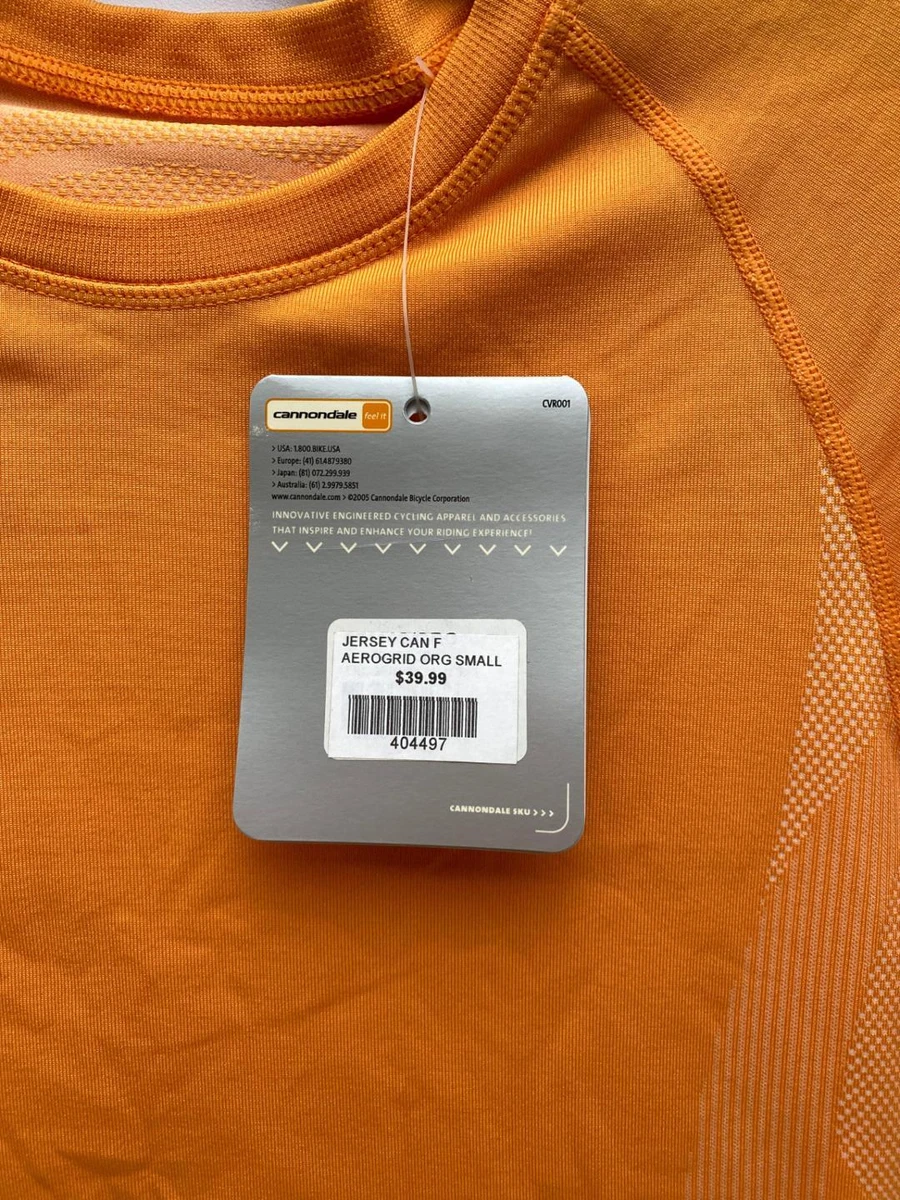 cannondale feel it
CVR001
> USA: 1.800.BIKE.USA
> Europe: (41) 61.4879380
> Japan: (81) 072.299.939
> Australia: (61) 2.9979.5851
www.cannondale.com > ©2005 Cannondale Bicycle Corporation
INNOVATIVE ENGINEERED CYCLING APPAREL AND ACCESSORIES
THAT INSPIRE AND ENHANCE YOUR RIDING EXPERIENCE!
JERSEY CAN F
AEROGRID ORG SMALL
$39.99
404497
CANNONDALE SKU > > >